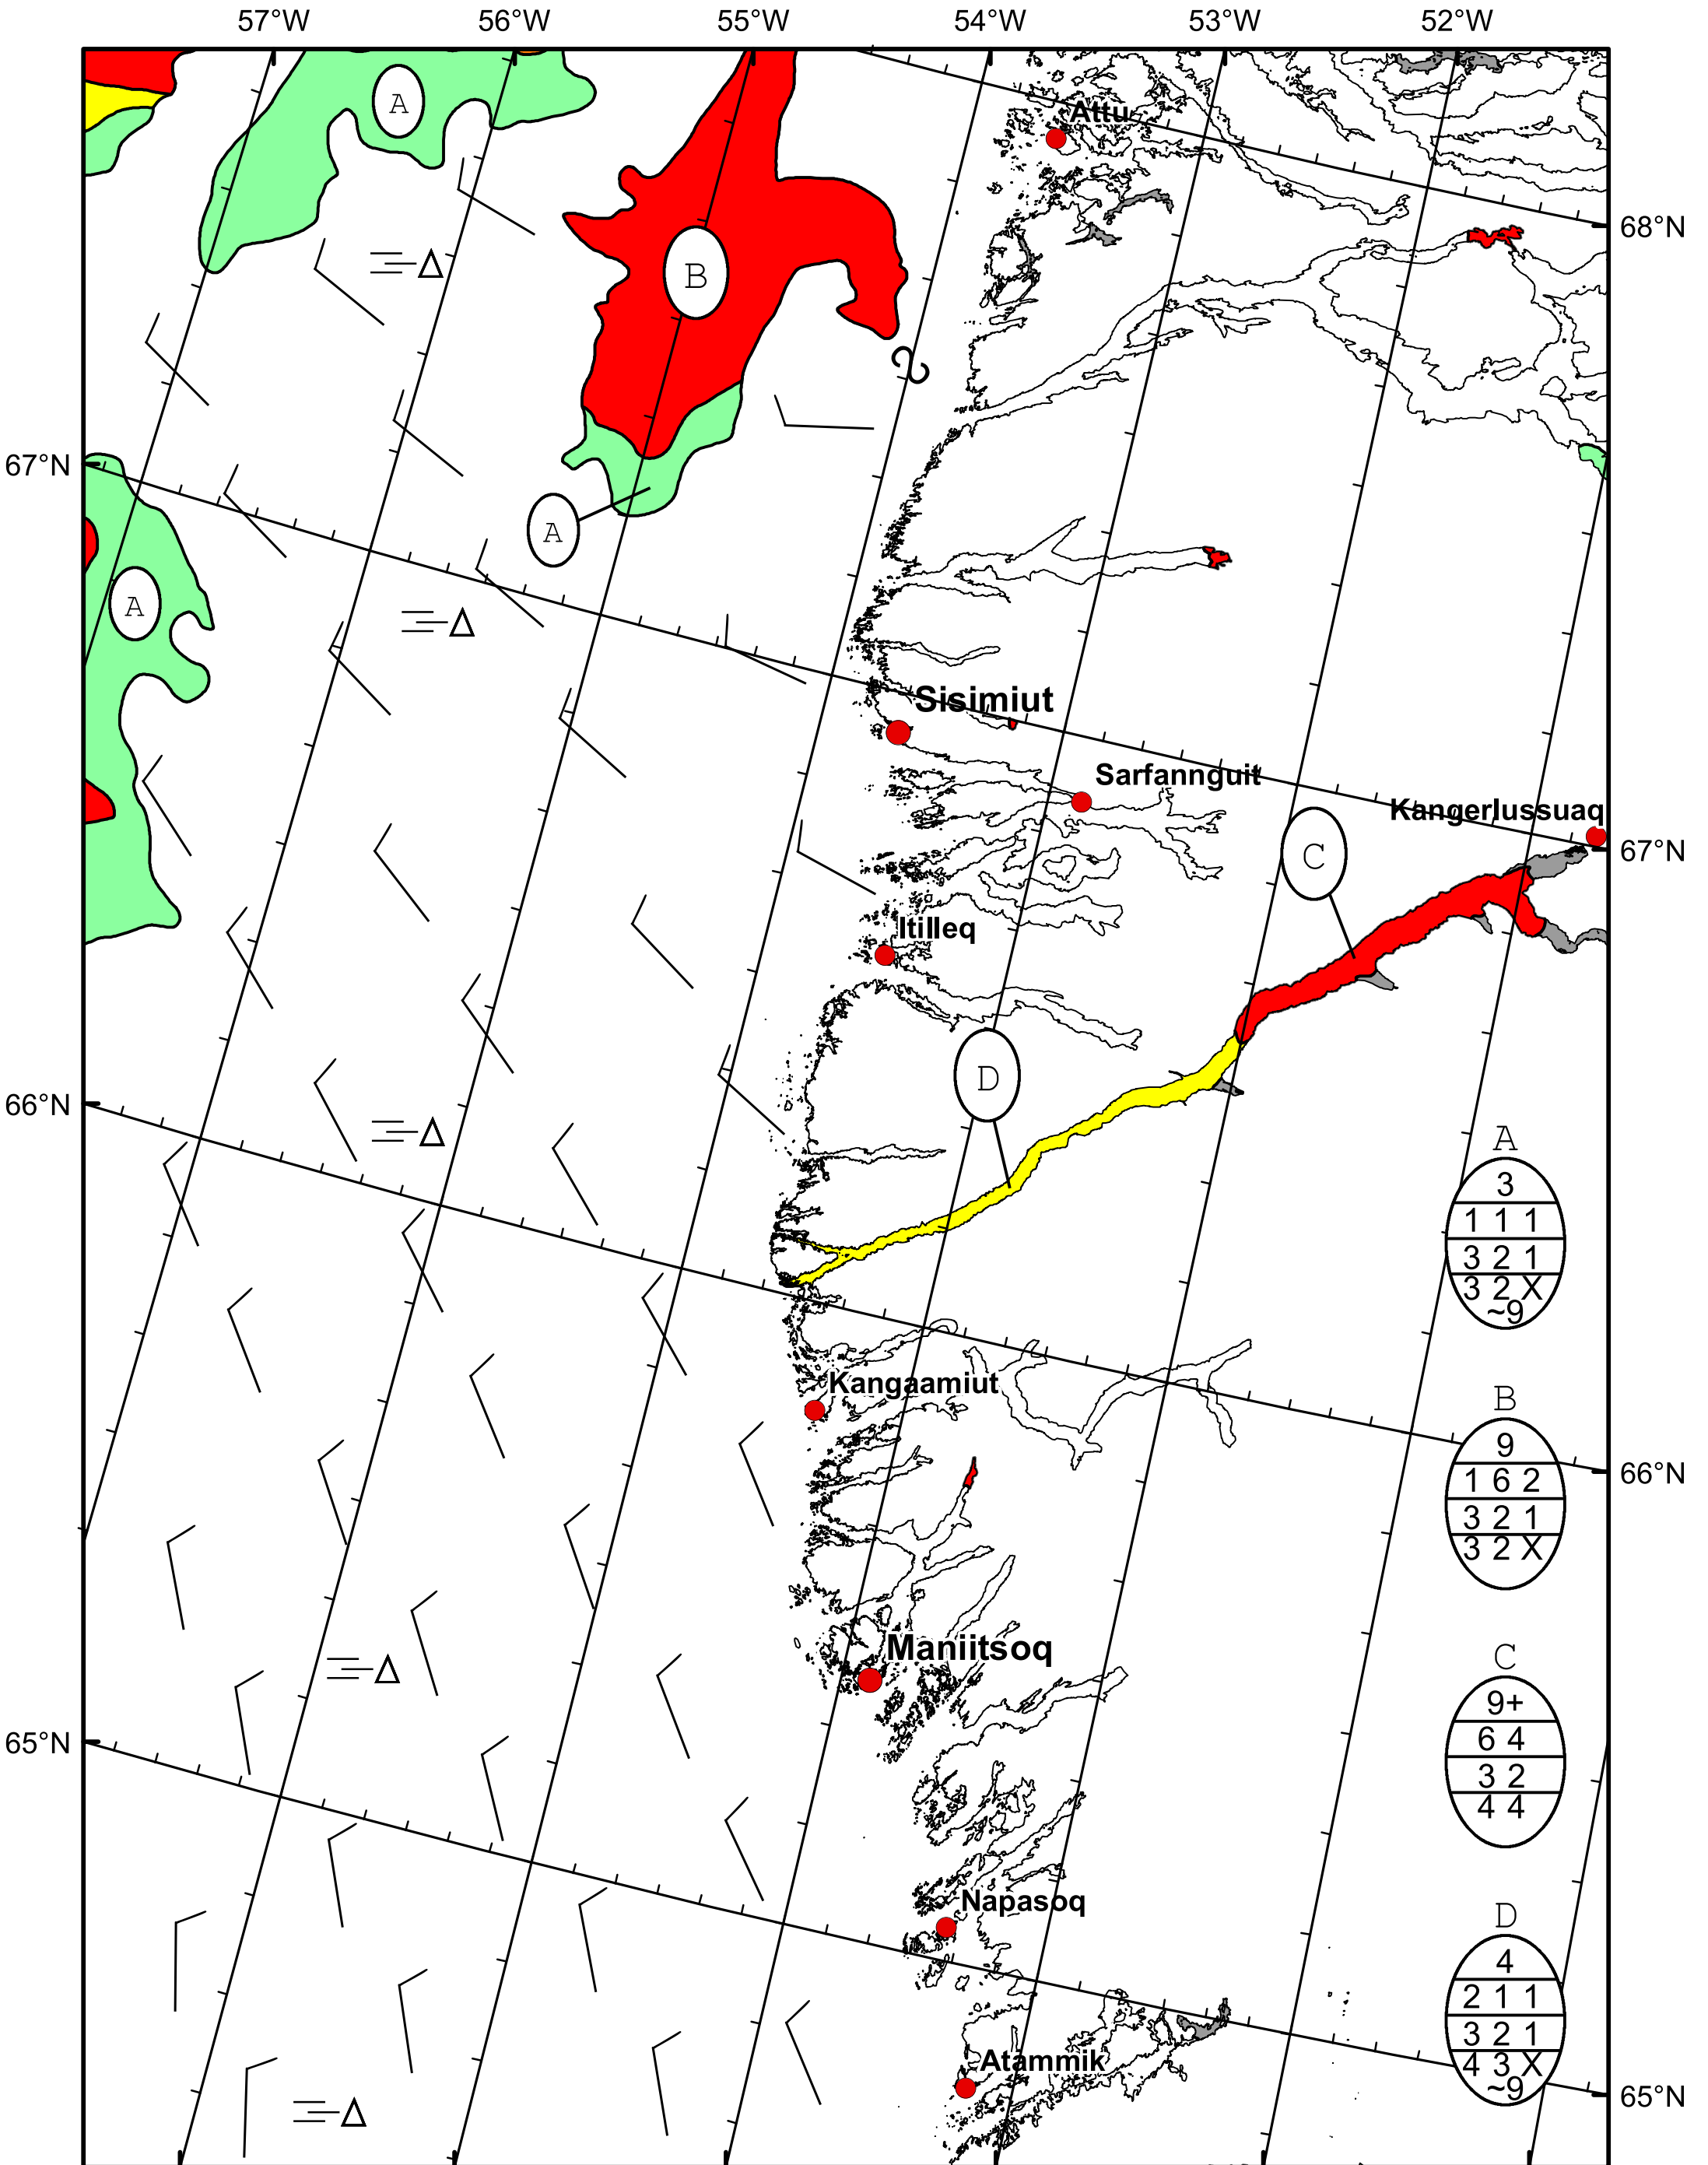 57°W 56°W 55°W 54°W 53°W 52°W
A
Attu
68°N
B
67°N
A
A
Sisimiut
Sarfannguit
Kangerlussuaq
67°N
C
Itilleq
D
66°N
A
3
1 1 1
3 2 1
3 2 X
~9
Kangaamiut
B
9
1 6 2
3 2 1
3 2 X
66°N
Maniitsoq
C
9+
6 4
3 2
4 4
65°N
Napasoq
D
4
2 1 1
3 2 1
4 3 X
~9
Atammik
65°N